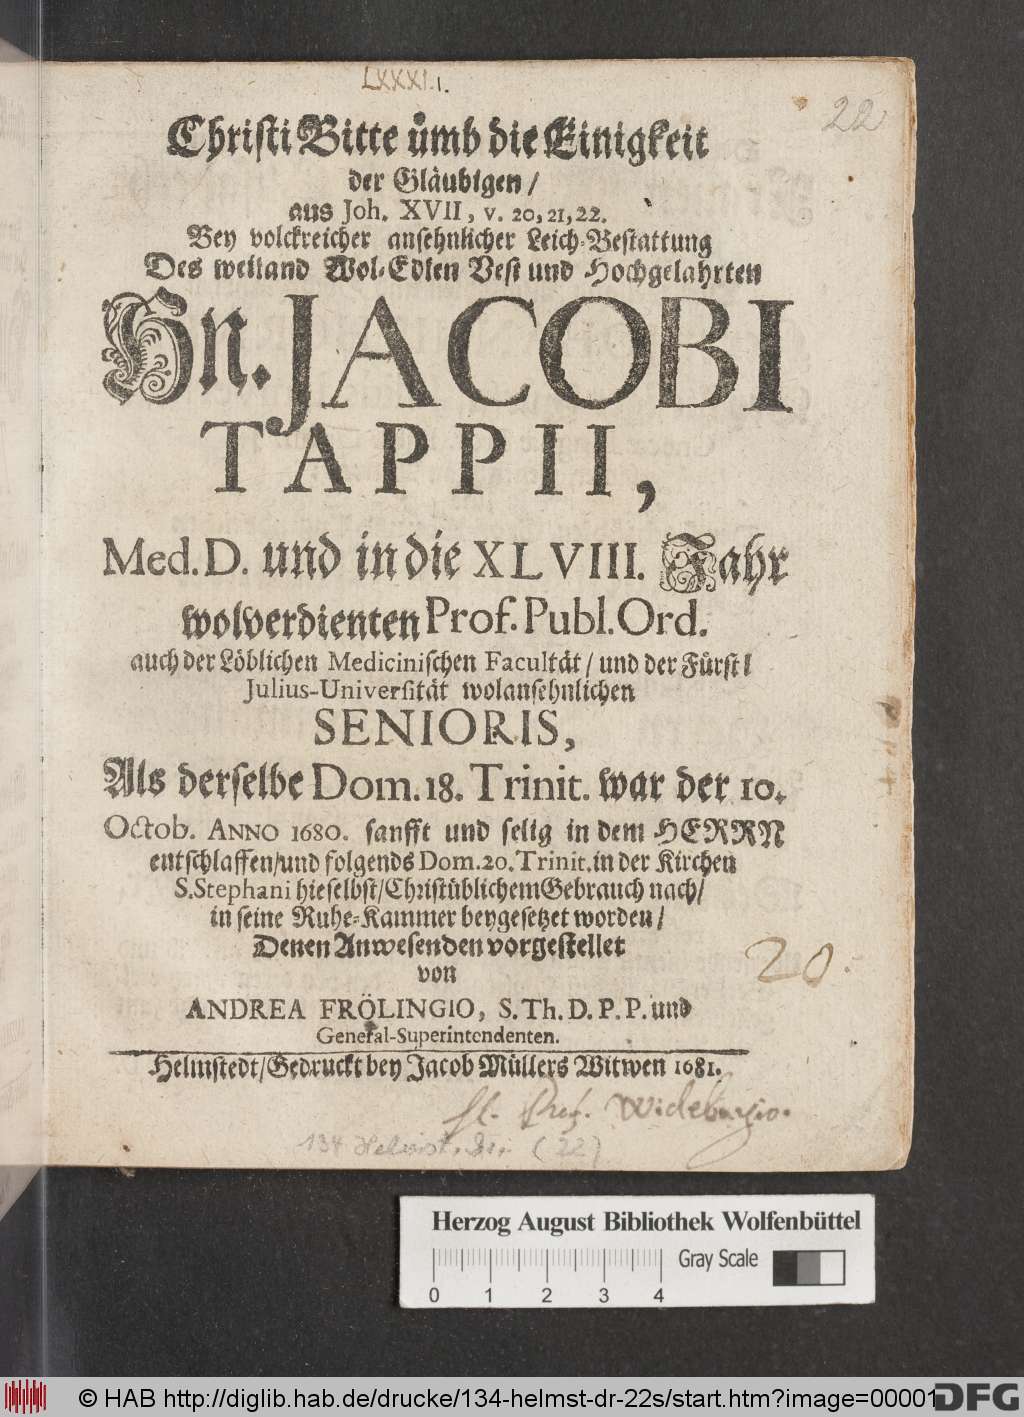 LXXXI.1.
22
Christi Bitte ümb die Einigkeit
der Gläubigen/
aus Joh. XVII, v. 20, 21, 22.
Bey volckreicher ansehnlicher Leich-Bestattung
Des weiland Wol-Edlen Vest und Hochgelahrten
Hn. JACOBI
TAPPII,
Med. D. und in die XLVIII. Jahr
wolverdienten Prof. Publ. Ord.
auch der Löblichen Medicinischen Facultät/ und der Fürstl
Julius-Universität wolansehnlichen
SENIORIS,
Als derselbe Dom. 18. Trinit. war der 10.
Octob. ANNO 1680. sanfft und selig in dem HERRN
entschlaffen/und folgends Dom. 20. Trinit. in der Kirchen
S. Stephani hieselbst/Christüblichem Gebrauch nach/
in seine Ruhe-Kammer beygesetzet worden/
Denen Anwesenden vorgestellet
von
20.
ANDREA FRÖLINGIO, S. Th. D. P. P. und
General-Superintendenten.
Helmstedt/Gedruckt bey Jacob Müllers Witwen 1681.
Wideburgio.
134 Helmst. Dr. (22)
Herzog August Bibliothek Wolfenbüttel
Gray Scale
0 1 2 3 4
© HAB http://diglib.hab.de/drucke/134-helmst-dr-22s/start.htm?image=00001
DFG